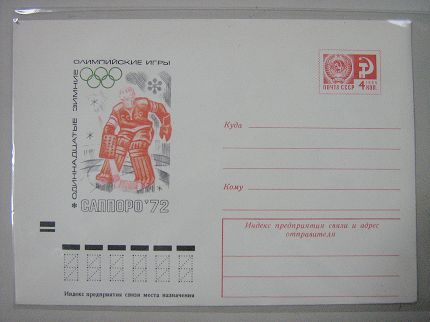 ОДИННАДЦАТЫЕ ЗИМНИЕ
ОЛИМПИЙСКИЕ ИГРЫ
САППОРО'72
1966
ПОЧТА СССР
4
КОП.
Куда
Кому
Индекс предприятия связи и адрес
отправителя
Индекс предприятия связи места назначения